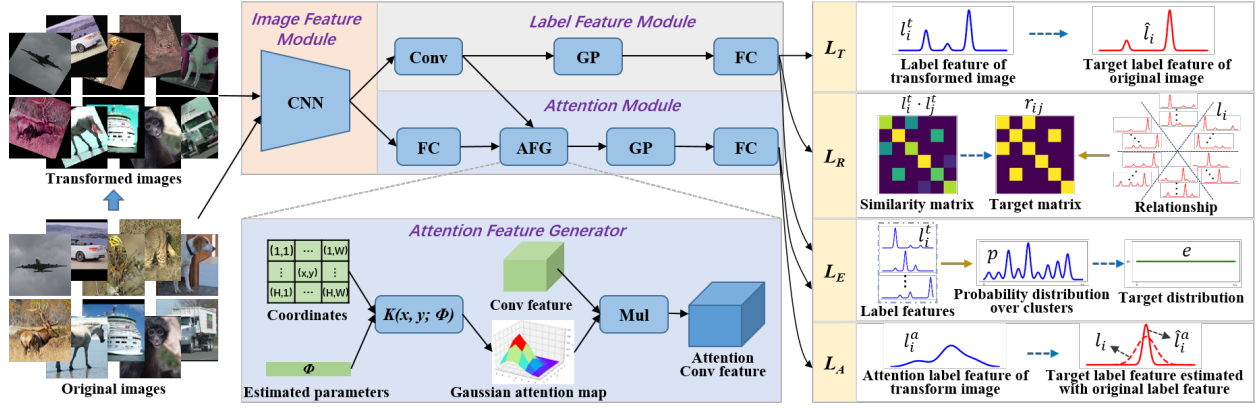 Transformed images
Original images
Image Feature
Module
CNN
Label Feature Module
Conv
GP
FC
Attention Module
FC
AFG
GP
FC
Attention Feature Generator
(1,1) ⋯ (1,W)
⋮ (x,y) ⋮
(H,1) ⋯ (H,W)
Coordinates
Φ
Estimated parameters
K(x, y; Φ)
Conv feature
Gaussian attention map
Mul
Attention
Conv feature
L_T
l_i^t
Label feature of
transformed image
l̂_i
Target label feature of
original image
L_R
l_i^t · l_j^t
Similarity matrix
r_ij
Target matrix
l_i
Relationship
L_E
l_i^t
Label features
p
Probability distribution
over clusters
e
Target distribution
L_A
l_i^a
Attention label feature of
transform image
l_i
l̂_i^a
Target label feature estimated
with original label feature